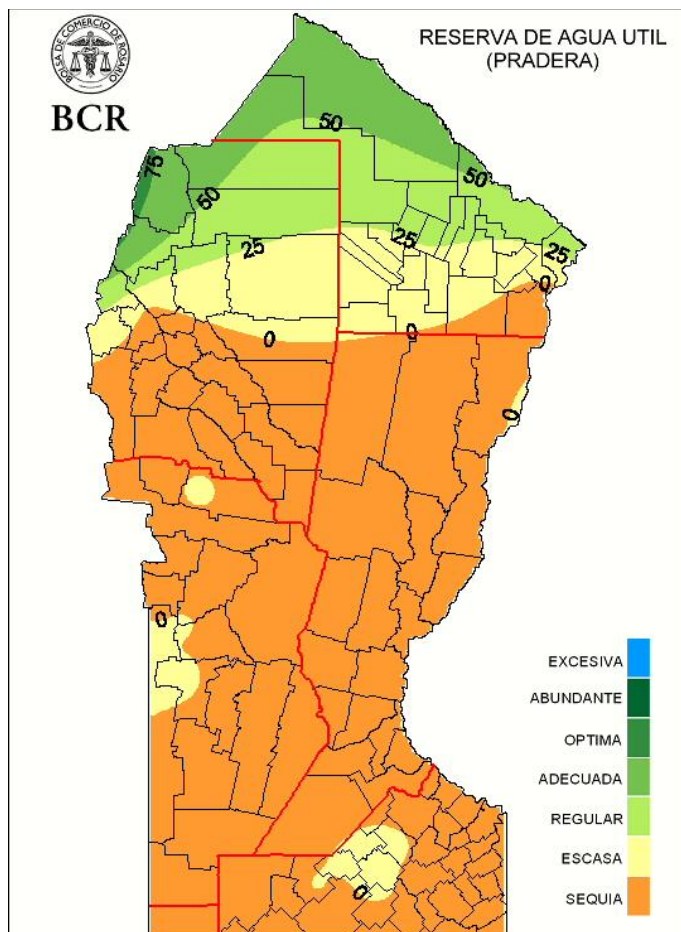 BOLSA DE COMERCIO DE ROSARIO
BCR
RESERVA DE AGUA UTIL
(PRADERA)
50
75
50
50
25
25
25
0
0
0
0
0
0
EXCESIVA
ABUNDANTE
OPTIMA
ADECUADA
REGULAR
ESCASA
SEQUIA